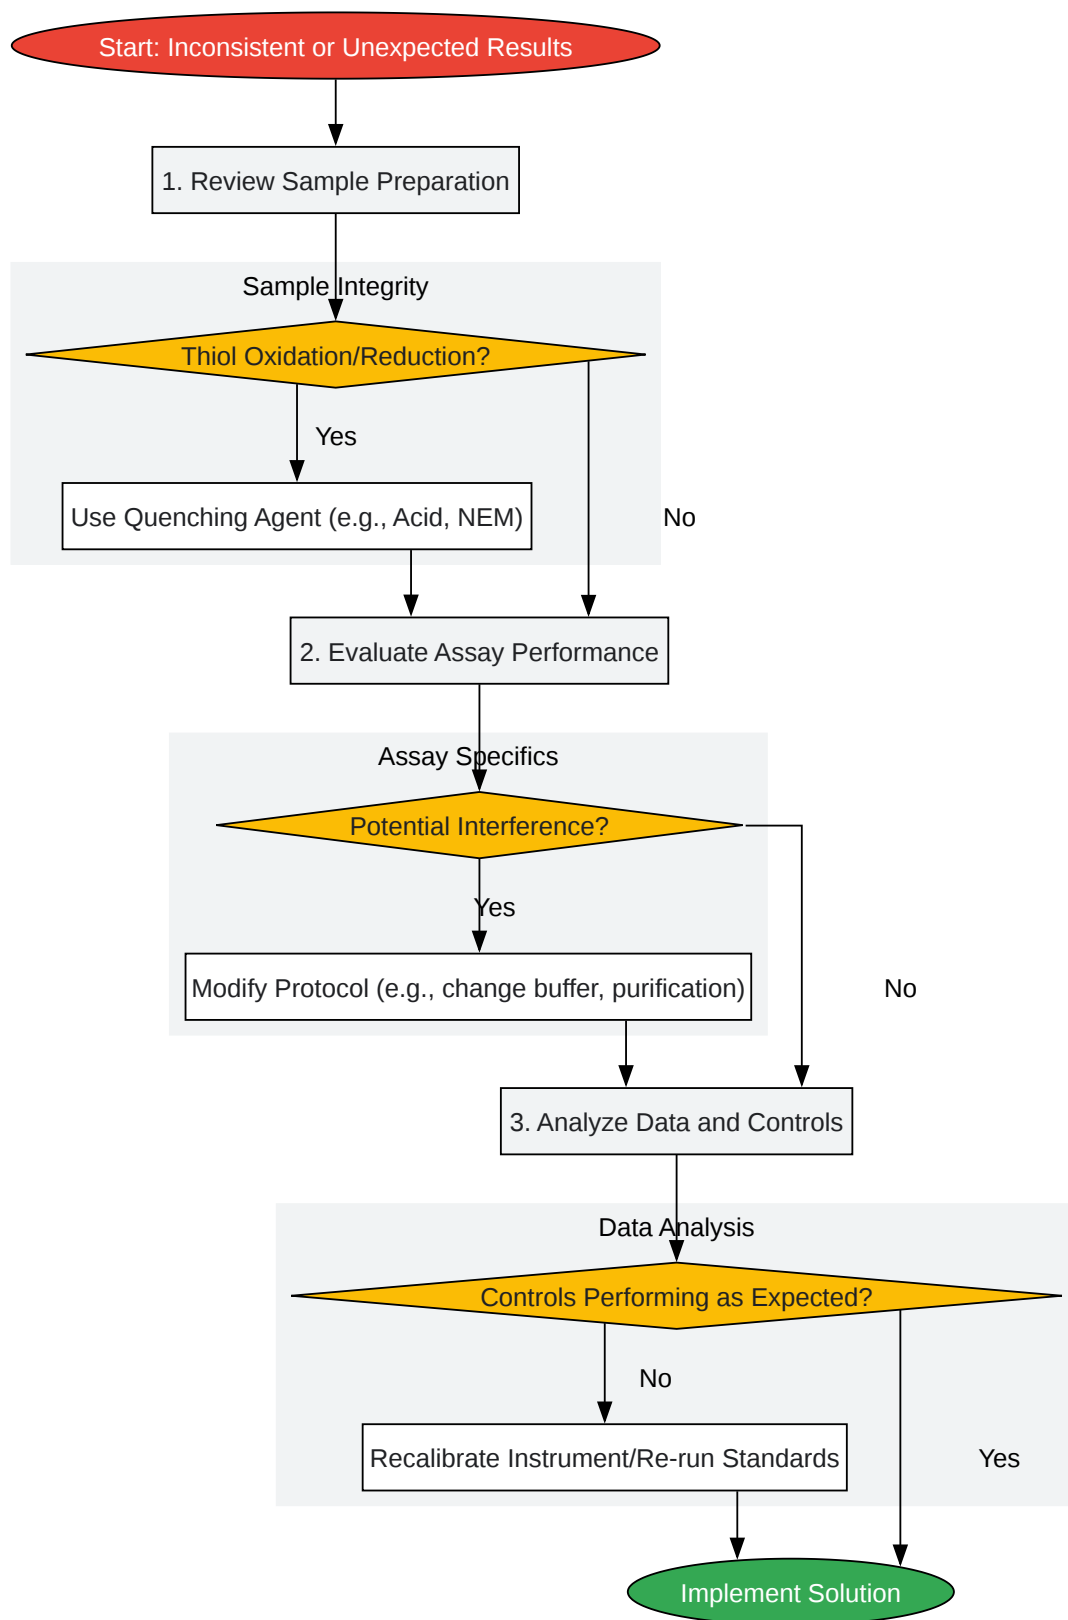 Start: Inconsistent or Unexpected Results
1. Review Sample Preparation
Sample Integrity
Thiol Oxidation/Reduction?
Yes
Use Quenching Agent (e.g., Acid, NEM)
No
2. Evaluate Assay Performance
Assay Specifics
Potential Interference?
Yes
Modify Protocol (e.g., change buffer, purification)
No
3. Analyze Data and Controls
Data Analysis
Controls Performing as Expected?
No
Recalibrate Instrument/Re-run Standards
Yes
Implement Solution